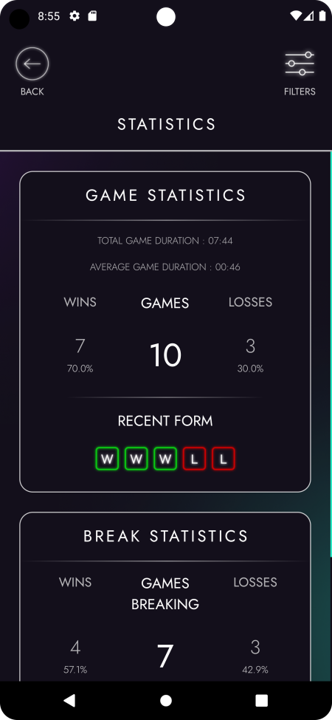 8:55
BACK
FILTERS
STATISTICS
GAME STATISTICS
TOTAL GAME DURATION : 07:44
AVERAGE GAME DURATION : 00:46
WINS GAMES LOSSES
7 10 3
70.0% 30.0%
RECENT FORM
W W W L L
BREAK STATISTICS
WINS GAMES LOSSES
BREAKING
4 7 3
57.1% 42.9%